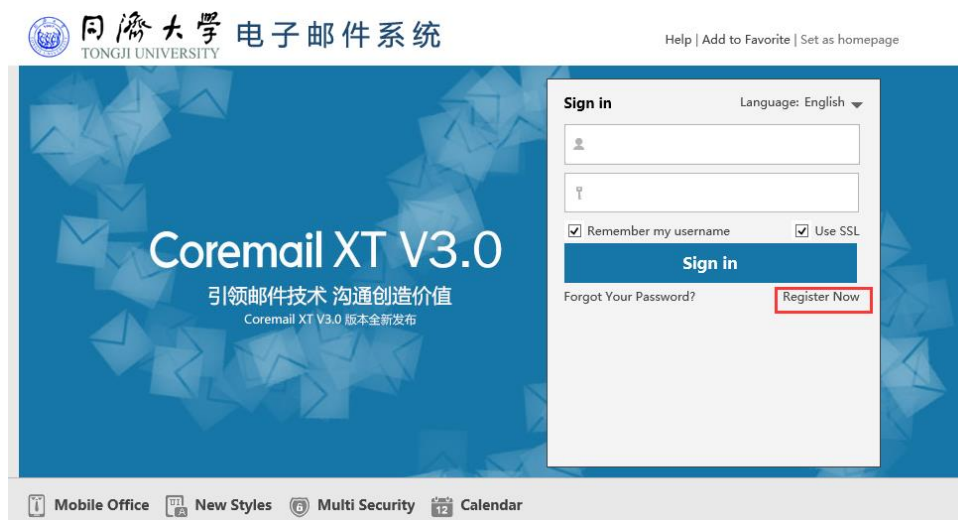 同濟大學 电子邮件系统
TONGJI UNIVERSITY
Help | Add to Favorite | Set as homepage
Sign in
Language: English
Remember my username
Use SSL
Sign in
Forgot Your Password?
Register Now
Coremail XT V3.0
引领邮件技术 沟通创造价值
Coremail XT V3.0 版本全新发布
Mobile Office
New Styles
Multi Security
Calendar